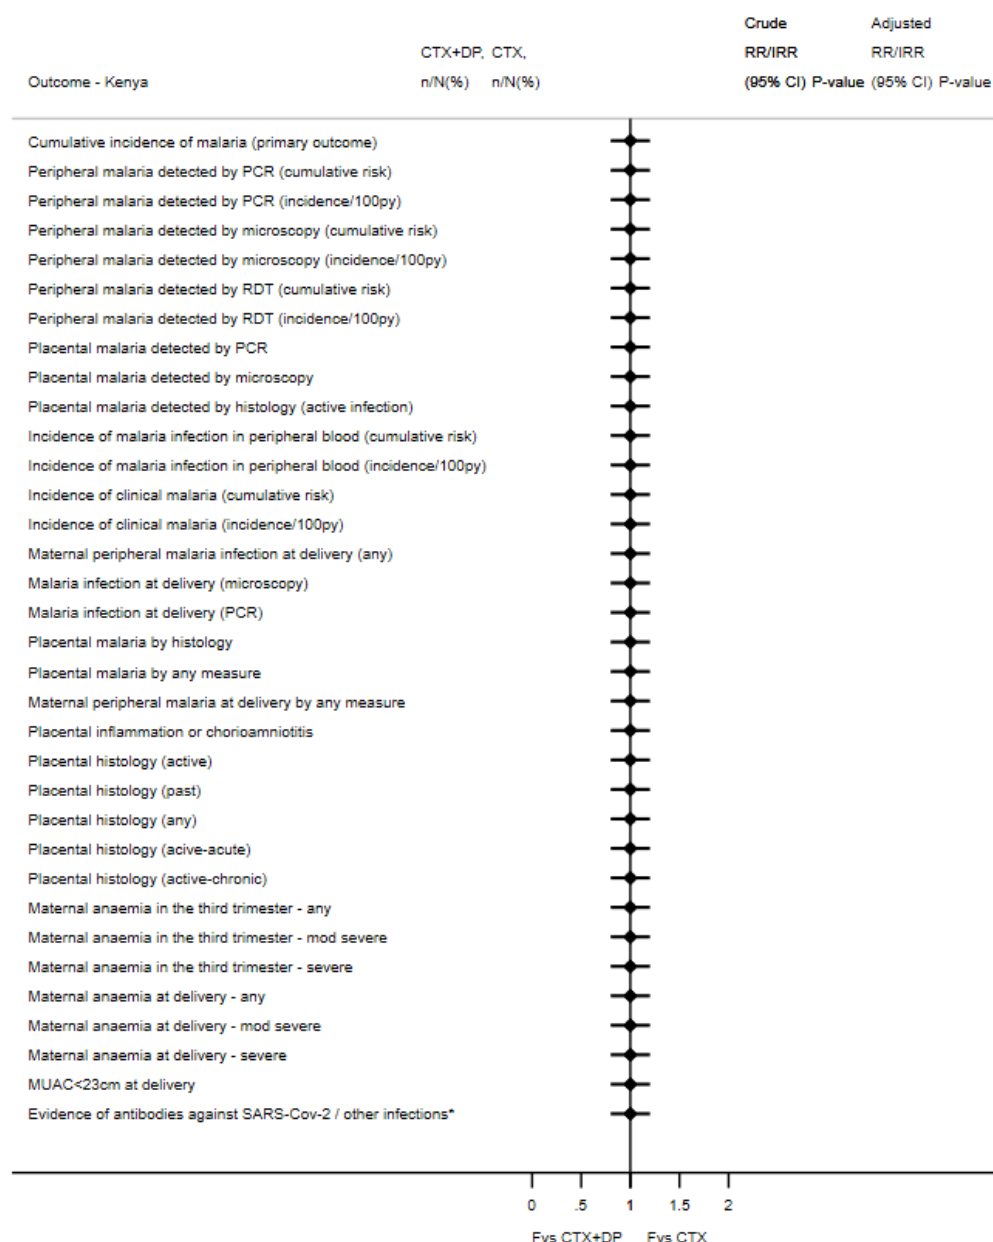 Crude Adjusted
CTX+DP, CTX, RR/IRR RR/IRR
Outcome - Kenya n/N(%) n/N(%) (95% CI) P-value (95% CI) P-value
Cumulative incidence of malaria (primary outcome)
Peripheral malaria detected by PCR (cumulative risk)
Peripheral malaria detected by PCR (incidence/100py)
Peripheral malaria detected by microscopy (cumulative risk)
Peripheral malaria detected by microscopy (incidence/100py)
Peripheral malaria detected by RDT (cumulative risk)
Peripheral malaria detected by RDT (incidence/100py)
Placental malaria detected by PCR
Placental malaria detected by microscopy
Placental malaria detected by histology (active infection)
Incidence of malaria infection in peripheral blood (cumulative risk)
Incidence of malaria infection in peripheral blood (incidence/100py)
Incidence of clinical malaria (cumulative risk)
Incidence of clinical malaria (incidence/100py)
Maternal peripheral malaria infection at delivery (any)
Malaria infection at delivery (microscopy)
Malaria infection at delivery (PCR)
Placental malaria by histology
Placental malaria by any measure
Maternal peripheral malaria at delivery by any measure
Placental inflammation or chorioamniotitis
Placental histology (active)
Placental histology (past)
Placental histology (any)
Placental histology (acive-acute)
Placental histology (active-chronic)
Maternal anaemia in the third trimester - any
Maternal anaemia in the third trimester - mod severe
Maternal anaemia in the third trimester - severe
Maternal anaemia at delivery - any
Maternal anaemia at delivery - mod severe
Maternal anaemia at delivery - severe
MUAC<23cm at delivery
Evidence of antibodies against SARS-Cov-2 / other infections*
0 .5 1 1.5 2
Fvs CTX+DP Fvs CTX